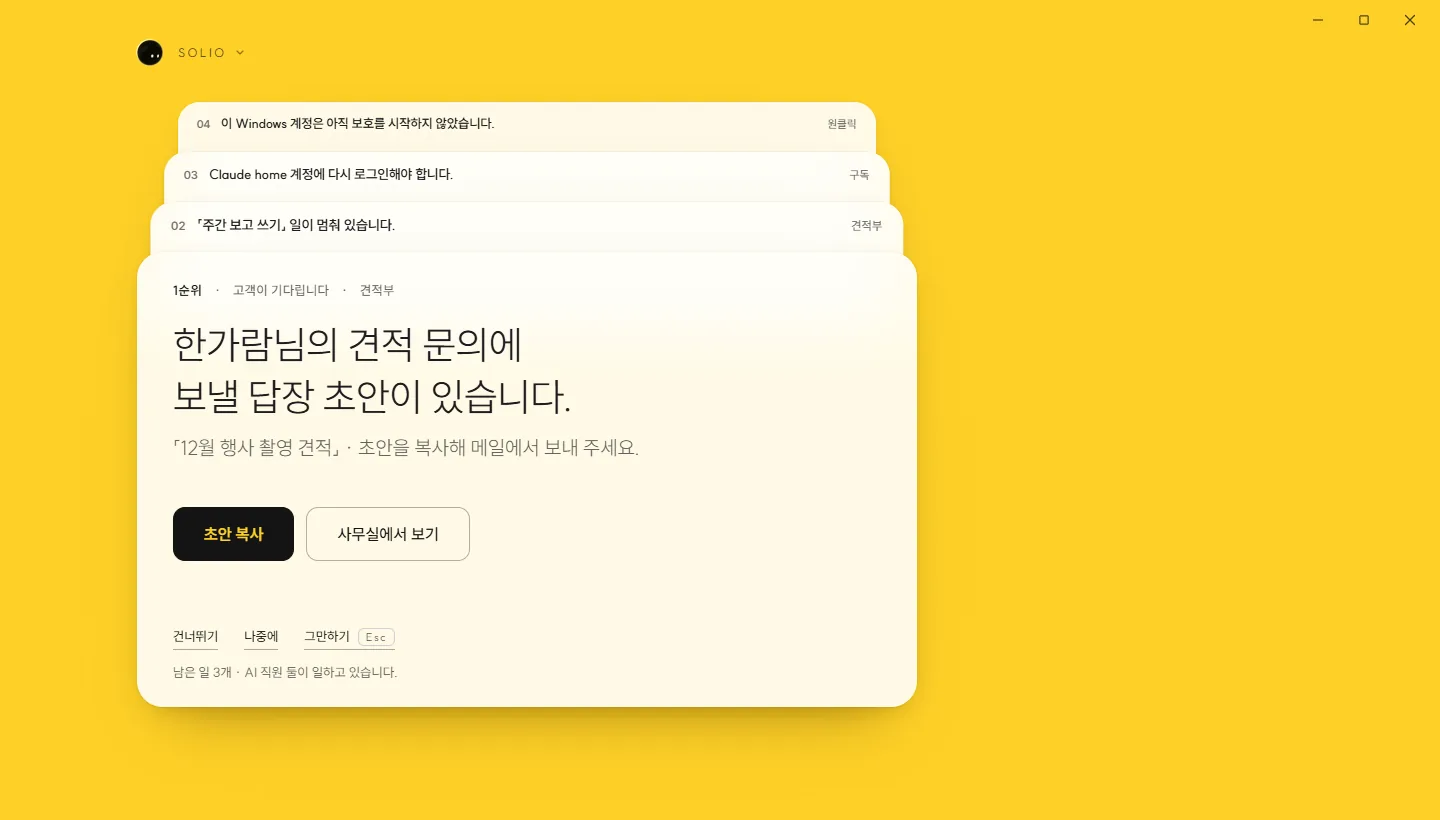 SOLIO
04 이 Windows 계정은 아직 보호를 시작하지 않았습니다. 원클릭
03 Claude home 계정에 다시 로그인해야 합니다. 구독
02 「주간 보고 쓰기」 일이 멈춰 있습니다. 견적부
1순위 · 고객이 기다립니다 · 견적부
한가람님의 견적 문의에
보낼 답장 초안이 있습니다.
「12월 행사 촬영 견적」 · 초안을 복사해 메일에서 보내 주세요.
초안 복사 사무실에서 보기
건너뛰기 나중에 그만하기 Esc
남은 일 3개 · AI 직원 둘이 일하고 있습니다.